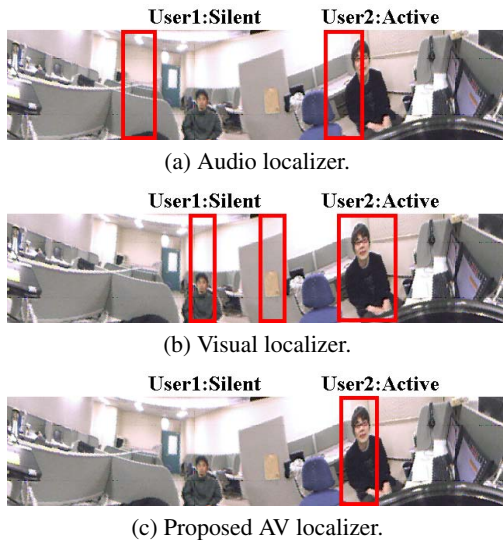 User1:Silent User2:Active
(a) Audio localizer.
User1:Silent User2:Active
(b) Visual localizer.
User1:Silent User2:Active
(c) Proposed AV localizer.